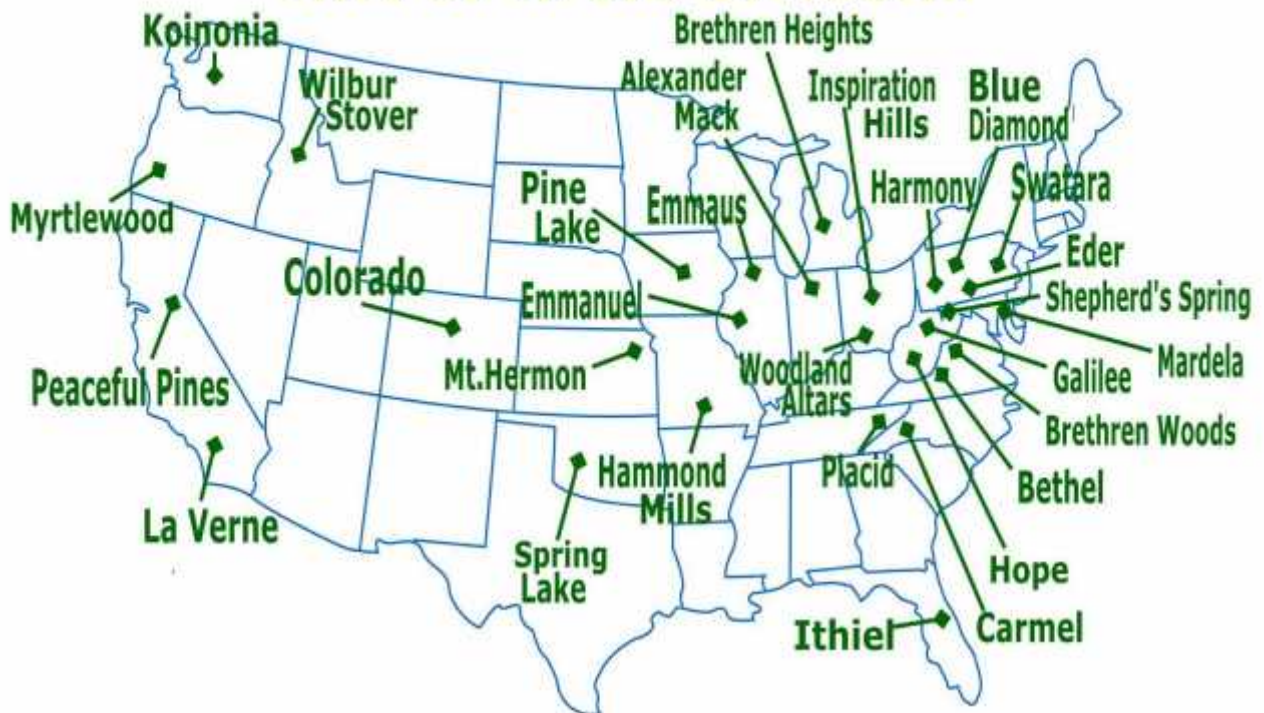 Koinonia
Brethren Heights
Wilbur
Stover
Alexander
Mack
Inspiration
Hills
Blue
Diamond
Myrtlewood
Pine
Lake
Emmaus
Harmony
Swatara
Colorado
Emmanuel
Eder
Shepherd's Spring
Peaceful Pines
Mt.Hermon
Woodland
Altars
Galilee
Mardela
Brethren Woods
Hammond
Mills
Placid
Bethel
La Verne
Spring
Lake
Hope
Ithiel
Carmel